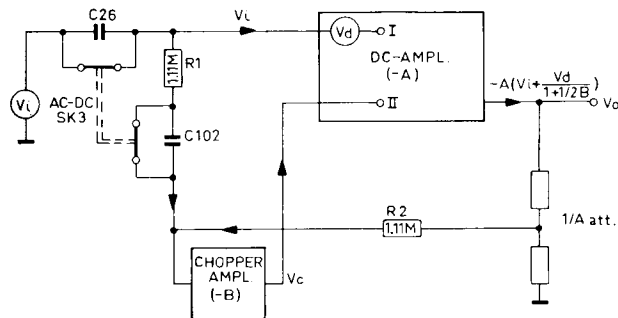 C26
Vi
Vd
I
DC-AMPL.
(-A)
II
R1
1.11M
Vi
AC-DC
SK3
C102
-A(Vi+Vd/1+1/2B)
Vo
R2
1.11M
1/A att.
CHOPPER
AMPL.
(-B)
Vc